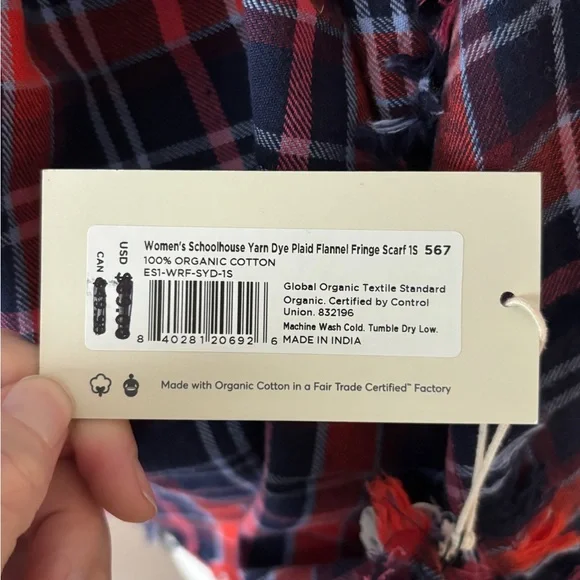 Women's Schoolhouse Yarn Dye Plaid Flannel Fringe Scarf 1S 567
100% ORGANIC COTTON
ES1-WRF-SYD-1S
USD
CAN
Global Organic Textile Standard
Organic. Certified by Control
Union. 832196
Machine Wash Cold. Tumble Dry Low.
MADE IN INDIA
8 40281 20692 6
Made with Organic Cotton in a Fair Trade Certified™ Factory